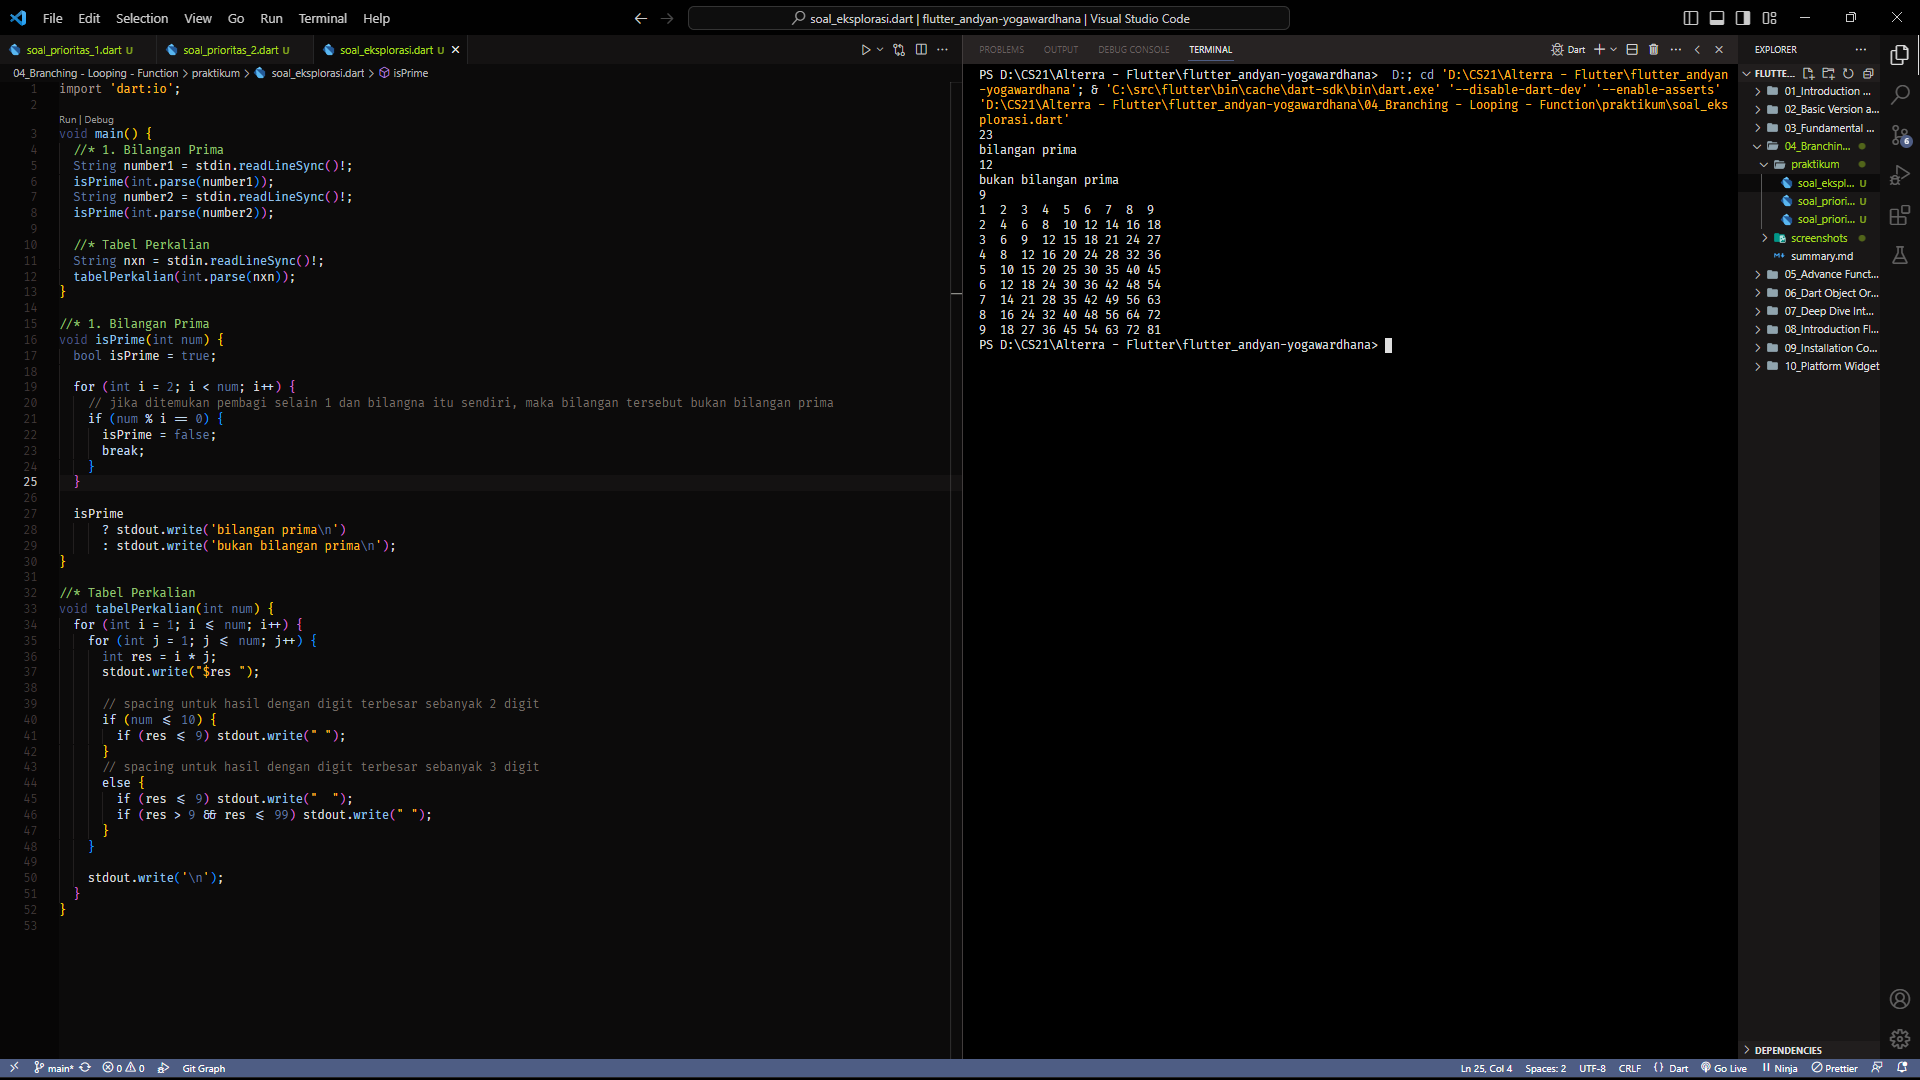 File Edit Selection View Go Run Terminal Help
soal_eksplorasi.dart | flutter_andyan-yogawardhana | Visual Studio Code
soal_prioritas_1.dart U
soal_prioritas_2.dart U
soal_eksplorasi.dart U
04_Branching - Looping - Function > praktikum > soal_eksplorasi.dart > isPrime
1 import 'dart:io';
2
Run | Debug
3 void main() {
4 //* 1. Bilangan Prima
5 String number1 = stdin.readLineSync()!;
6 isPrime(int.parse(number1));
7 String number2 = stdin.readLineSync()!;
8 isPrime(int.parse(number2));
9
10 //* Tabel Perkalian
11 String nxn = stdin.readLineSync()!;
12 tabelPerkalian(int.parse(nxn));
13 }
14
15 //* 1. Bilangan Prima
16 void isPrime(int num) {
17 bool isPrime = true;
18
19 for (int i = 2; i < num; i++) {
20 // jika ditemukan pembagi selain 1 dan bilangna itu sendiri, maka bilangan tersebut bukan bilangan prima
21 if (num % i == 0) {
22 isPrime = false;
23 break;
24 }
25 }
26
27 isPrime
28 ? stdout.write('bilangan prima\n')
29 : stdout.write('bukan bilangan prima\n');
30 }
31
32 //* Tabel Perkalian
33 void tabelPerkalian(int num) {
34 for (int i = 1; i <= num; i++) {
35 for (int j = 1; j <= num; j++) {
36 int res = i * j;
37 stdout.write("$res ");
38
39 // spacing untuk hasil dengan digit terbesar sebanyak 2 digit
40 if (num <= 10) {
41 if (res <= 9) stdout.write(" ");
42 }
43 // spacing untuk hasil dengan digit terbesar sebanyak 3 digit
44 else {
45 if (res <= 9) stdout.write("  ");
46 if (res > 9 && res <= 99) stdout.write(" ");
47 }
48 }
49
50 stdout.write('\n');
51 }
52 }
53
PROBLEMS OUTPUT DEBUG CONSOLE TERMINAL
Dart
PS D:\CS21\Alterra - Flutter\flutter_andyan-yogawardhana>  D:; cd 'D:\CS21\Alterra - Flutter\flutter_andyan
-yogawardhana'; & 'C:\src\flutter\bin\cache\dart-sdk\bin\dart.exe' '--disable-dart-dev' '--enable-asserts'
'D:\CS21\Alterra - Flutter\flutter_andyan-yogawardhana\04_Branching - Looping - Function\praktikum\soal_eks
plorasi.dart'
23
bilangan prima
12
bukan bilangan prima
9
1 2 3 4 5 6 7 8 9
2 4 6 8 10 12 14 16 18
3 6 9 12 15 18 21 24 27
4 8 12 16 20 24 28 32 36
5 10 15 20 25 30 35 40 45
6 12 18 24 30 36 42 48 54
7 14 21 28 35 42 49 56 63
8 16 24 32 40 48 56 64 72
9 18 27 36 45 54 63 72 81
PS D:\CS21\Alterra - Flutter\flutter_andyan-yogawardhana>
EXPLORER
FLUTTE...
01_Introduction ...
02_Basic Version a...
03_Fundamental ...
04_Branchin...
praktikum
soal_ekspl... U
soal_priori... U
soal_priori... U
screenshots
summary.md
05_Advance Funct...
06_Dart Object Or...
07_Deep Dive Int...
08_Introduction Fl...
09_Installation Co...
10_Platform Widget
DEPENDENCIES
6
main* 0 0 Git Graph
Ln 25, Col 4 Spaces: 2 UTF-8 CRLF { } Dart Go Live Ninja Prettier